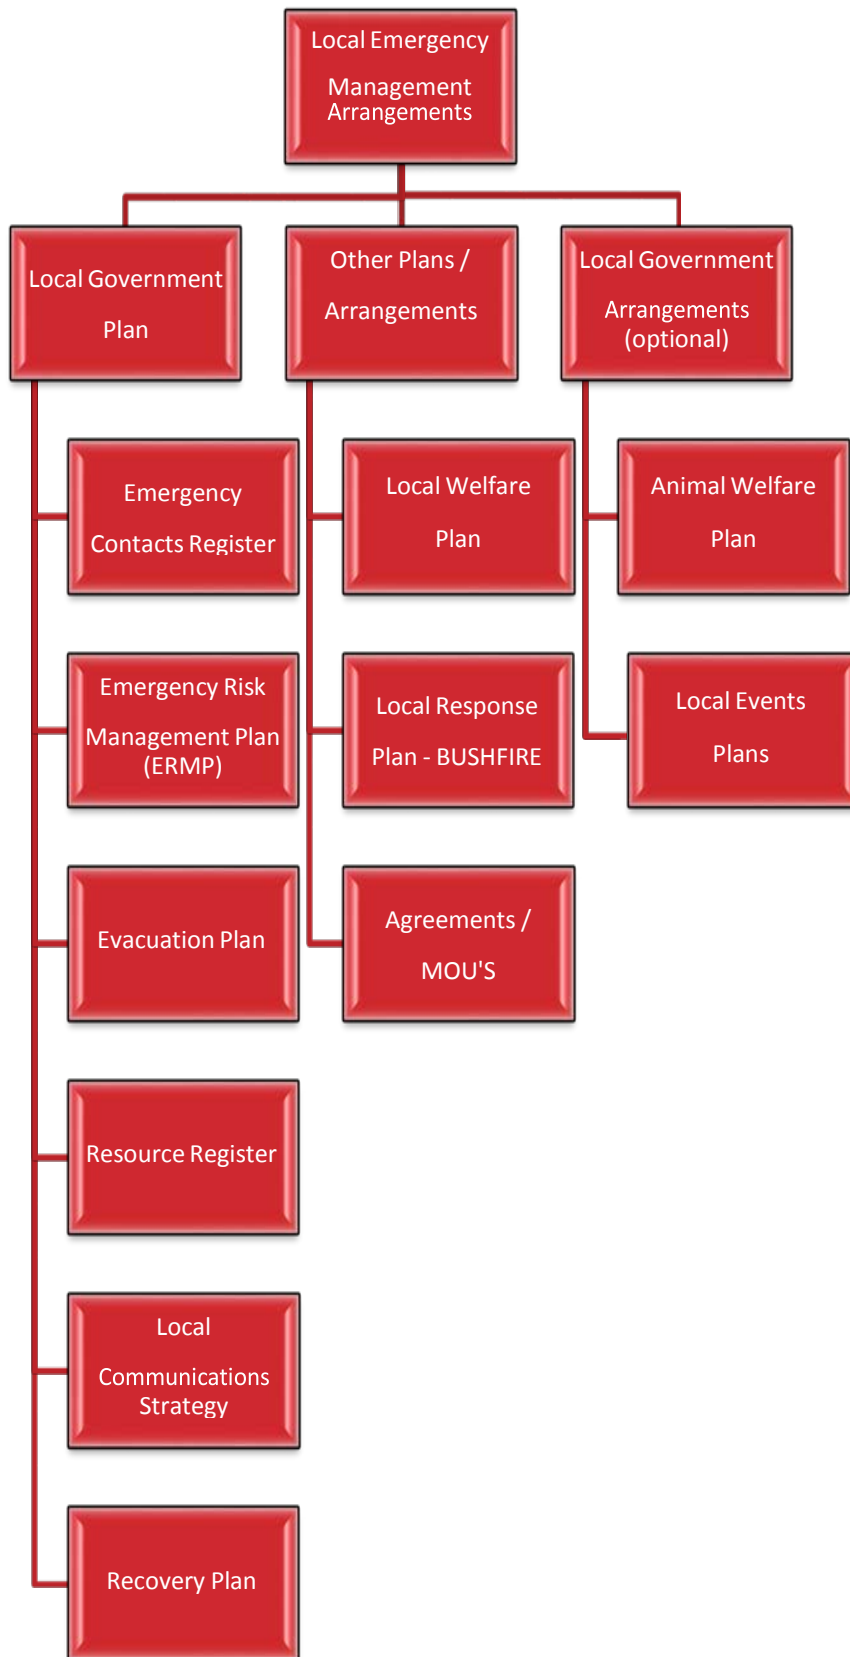 Local Emergency
Management
Arrangements
Local Government
Plan
Other Plans /
Arrangements
Local Government
Arrangements
(optional)
Emergency
Contacts Register
Local Welfare
Plan
Animal Welfare
Plan
Emergency Risk
Management Plan
(ERMP)
Local Response
Plan - BUSHFIRE
Local Events
Plans
Evacuation Plan
Agreements /
MOU'S
Resource Register
Local
Communications
Strategy
Recovery Plan